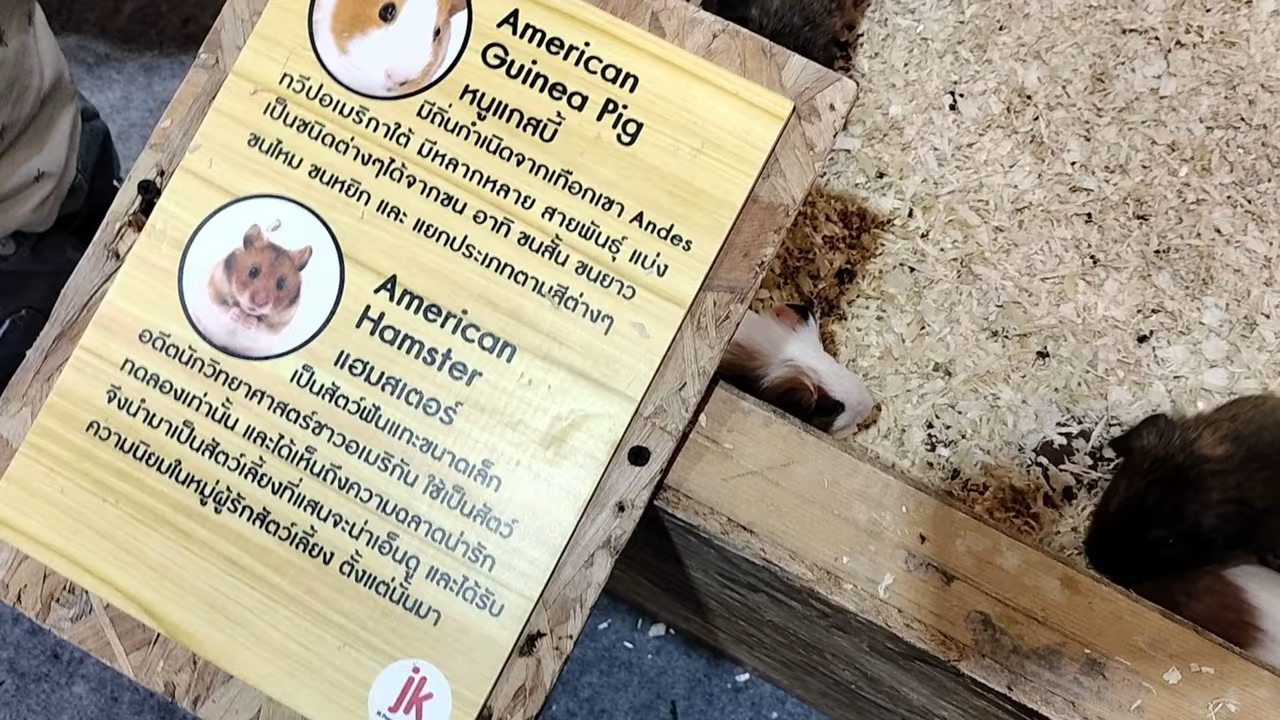 American
Guinea Pig
หนูแกสบี้
มีถิ่นกำเนิดจากเทือกเขา Andes
ทวีปอเมริกาใต้ มีหลากหลาย สายพันธุ์ แบ่ง
เป็นชนิดต่างๆได้จากขน อาทิ ขนสั้น ขนยาว
ขนไหม ขนหยิก และ แยกประเภทตามสีต่างๆ
American
Hamster
แฮมสเตอร์
เป็นสัตว์ฟันแทะขนาดเล็ก
อดีตนักวิทยาศาสตร์ชาวอเมริกัน ใช้เป็นสัตว์
ทดลองเท่านั้น และได้เห็นถึงความฉลาดน่ารัก
จึงนำมาเป็นสัตว์เลี้ยงที่แสนจะน่าเอ็นดู และได้รับ
ความนิยมในหมู่ผู้รักสัตว์เลี้ยง ตั้งแต่นั้นมา
jk